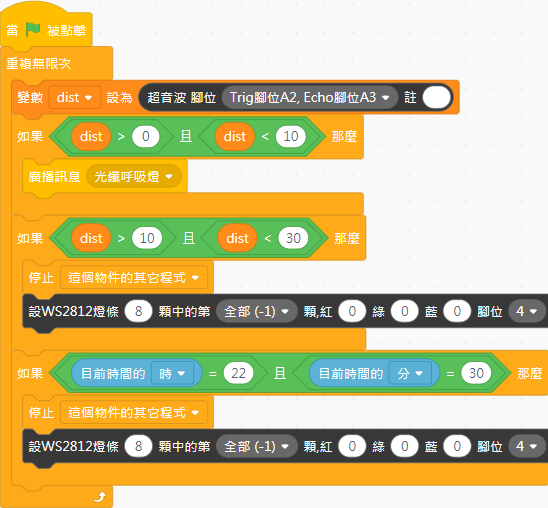 當 被點擊
重複無限次
變數 dist 設為 超音波 腳位 Trig腳位A2, Echo腳位A3 註
如果 dist > 0 且 dist < 10 那麼
廣播訊息 光纖呼吸燈
如果 dist > 10 且 dist < 30 那麼
停止 這個物件的其它程式
設WS2812燈條 8 顆中的第 全部 (-1) 顆,紅 0 綠 0 藍 0 腳位 4
如果 目前時間的 時 = 22 且 目前時間的 分 = 30 那麼
停止 這個物件的其它程式
設WS2812燈條 8 顆中的第 全部 (-1) 顆,紅 0 綠 0 藍 0 腳位 4